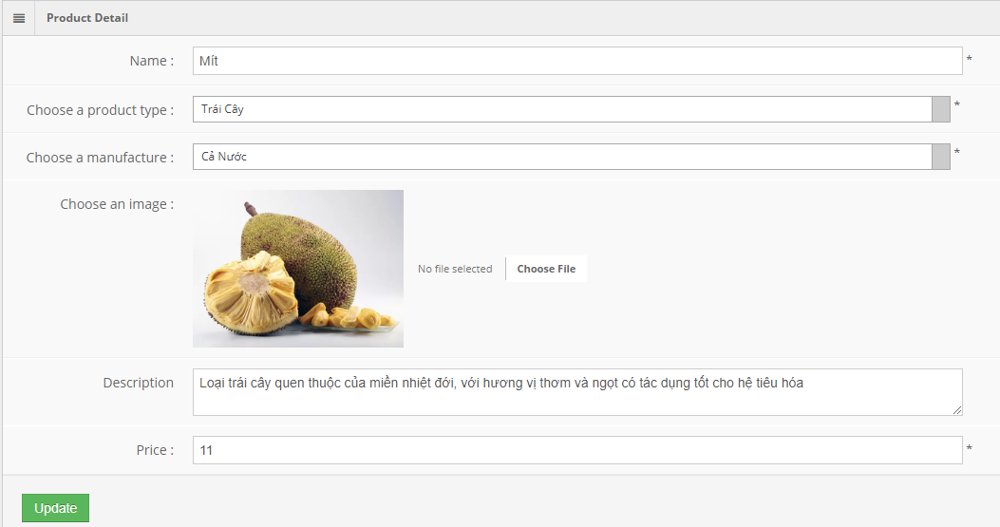 Product Detail
Name : Mít *
Choose a product type : Trái Cây *
Choose a manufacture : Cả Nước *
Choose an image : No file selected Choose File
Description Loại trái cây quen thuộc của miền nhiệt đới, với hương vị thơm và ngọt có tác dụng tốt cho hệ tiêu hóa
Price : 11 *
Update